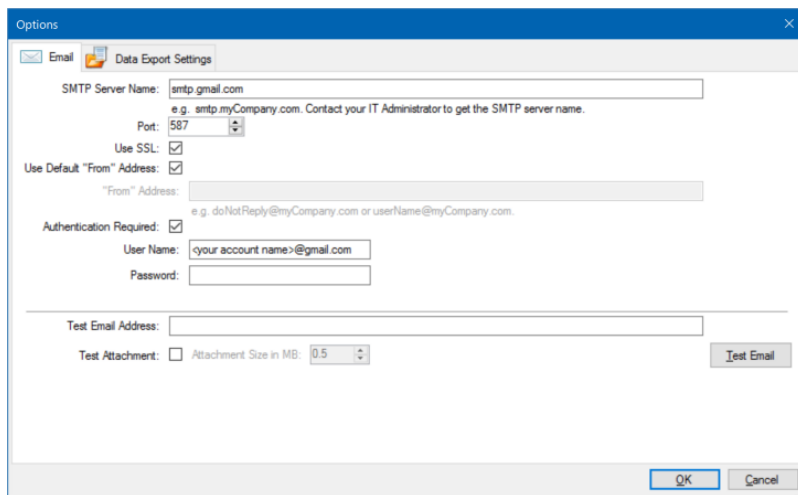 Options
Email Data Export Settings
SMTP Server Name: smtp.gmail.com
e.g. smtp.myCompany.com. Contact your IT Administrator to get the SMTP server name.
Port: 587
Use SSL:
Use Default "From" Address:
"From" Address:
e.g. doNotReply@myCompany.com or userName@myCompany.com.
Authentication Required:
User Name: <your account name>@gmail.com
Password:
Test Email Address:
Test Attachment: Attachment Size in MB: 0.5 Test Email
OK Cancel